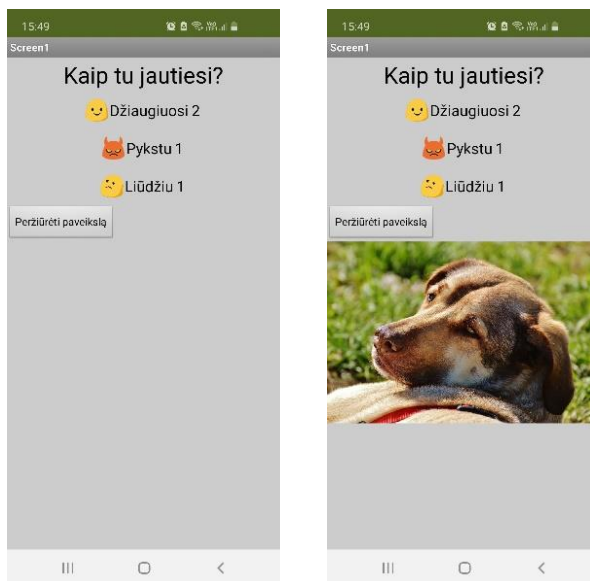 15:49
Screen1
Kaip tu jautiesi?
Džiaugiuosi 2
Pykstu 1
Liūdžiu 1
Peržiūrėti paveikslą
15:49
Screen1
Kaip tu jautiesi?
Džiaugiuosi 2
Pykstu 1
Liūdžiu 1
Peržiūrėti paveikslą